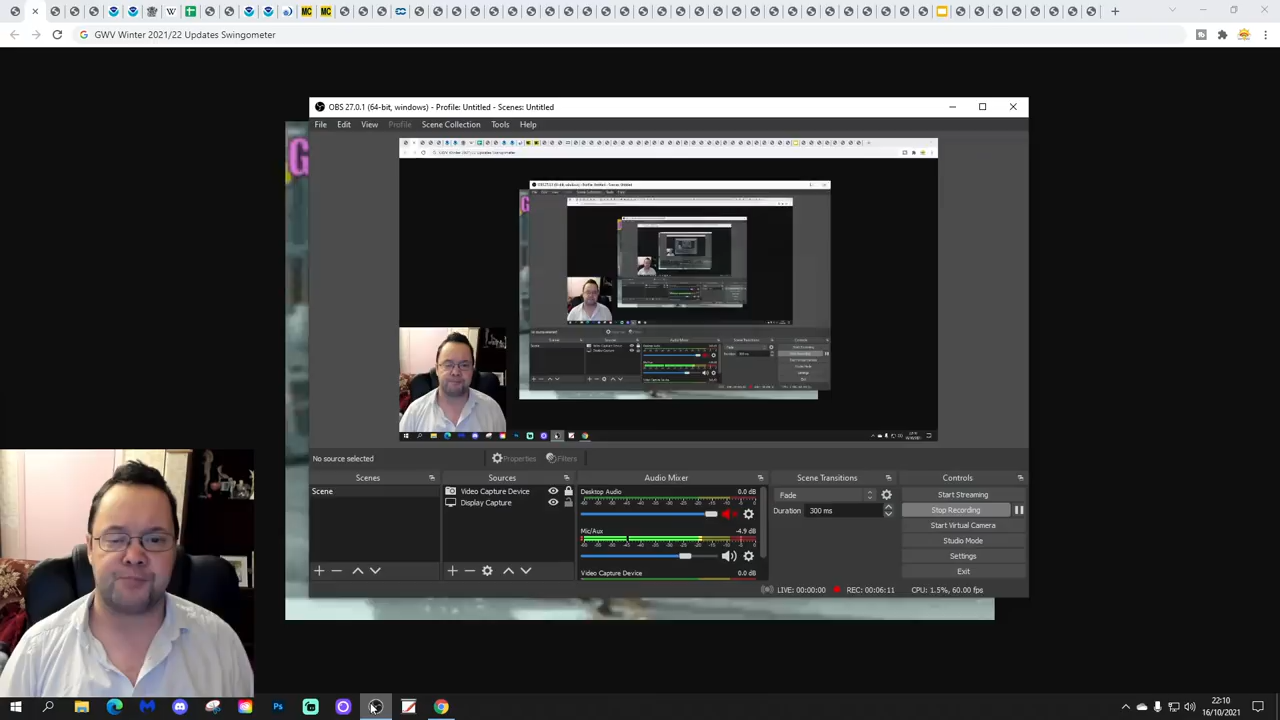 GWV Winter 2021/22 Updates Swingometer
OBS 27.0.1 (64-bit, windows) - Profile: Untitled - Scenes: Untitled
File Edit View Profile Scene Collection Tools Help
G
No source selected
Properties Filters
Scenes Sources Audio Mixer Scene Transitions Controls
Scene
Video Capture Device
Display Capture
Desktop Audio 0.0 dB
Mic/Aux -4.9 dB
Video Capture Device 0.0 dB
Fade
Duration 300 ms
Start Streaming
Stop Recording
Start Virtual Camera
Studio Mode
Settings
Exit
LIVE: 00:00:00 REC: 00:06:11 CPU: 1.5%, 60.00 fps
22:10
16/10/2021